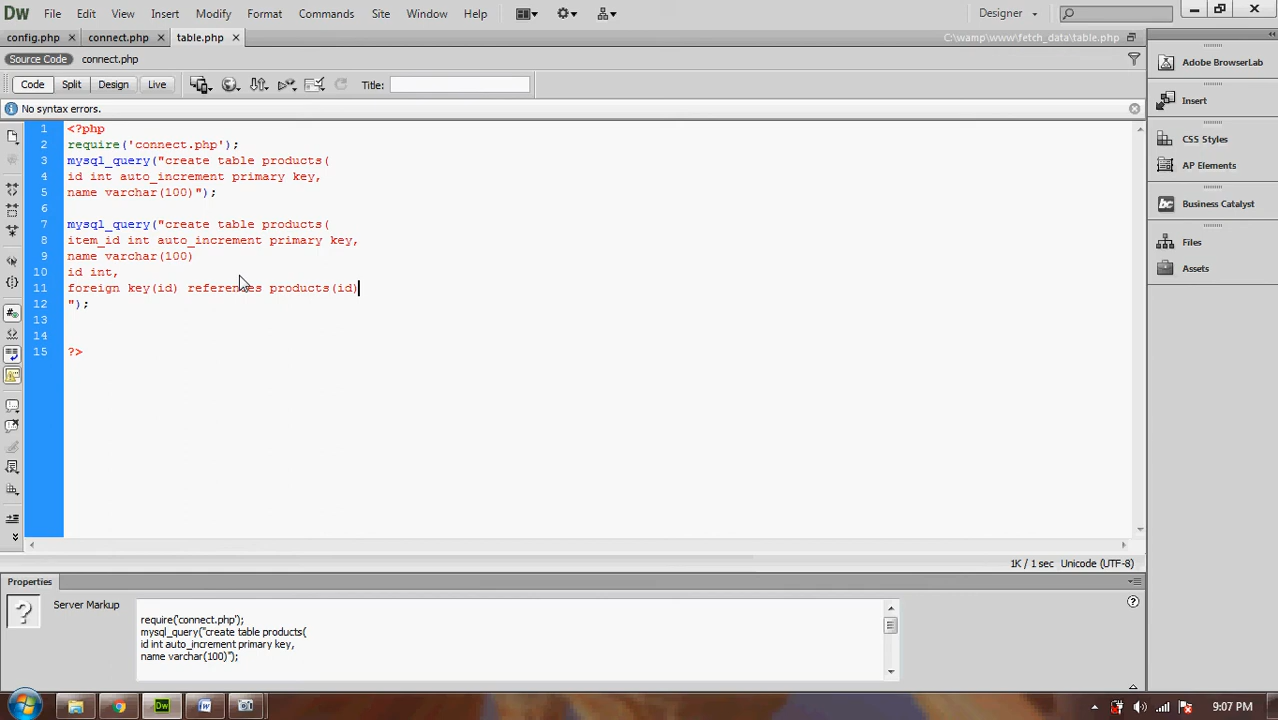 Dw File Edit View Insert Modify Format Commands Site Window Help Designer
config.php connect.php table.php C:\wamp\www\fetch_data\table.php
Source Code connect.php
Code Split Design Live Title:
No syntax errors.
1 <?php
2 require('connect.php');
3 mysql_query("create table products(
4 id int auto_increment primary key,
5 name varchar(100)");
6
7 mysql_query("create table products(
8 item_id int auto_increment primary key,
9 name varchar(100)
10 id int,
11 foreign key(id) references products(id)
12 ");
13
14
15 ?>
1K / 1 sec Unicode (UTF-8)
Properties
Server Markup
require('connect.php');
mysql_query("create table products(
id int auto_increment primary key,
name varchar(100)");
Adobe BrowserLab
Insert
CSS Styles
AP Elements
bc Business Catalyst
Files
Assets
Dw W 9:07 PM